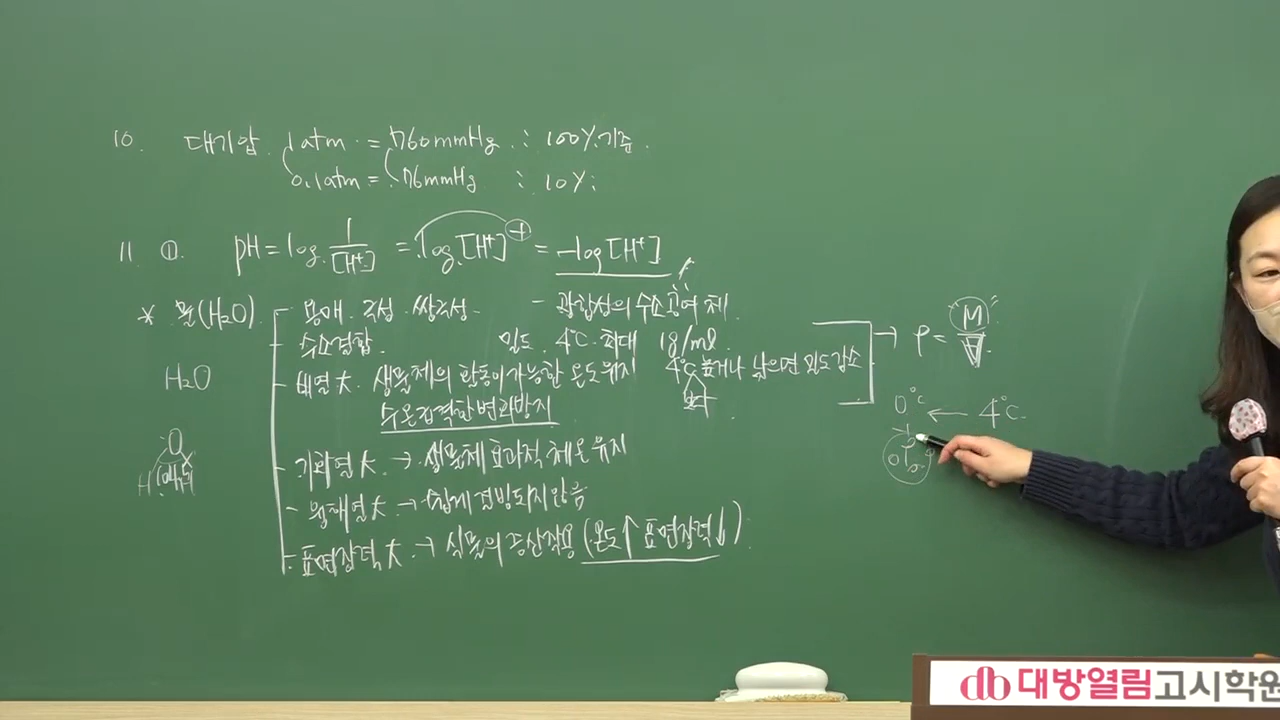 10. 대기압. 1atm = 760mmHg ∴ 100% 기준.
0.1atm = 76mmHg ∴ 10%
11 ①. pH = log 1/[H⁺] = log [H⁺] = -log [H⁺]
* 물(H₂O) - 용매. 극성. 쌍극성. - 광합성의 수소공여체.
- 수소결합. 밀도. 4℃. 최대 1g/ml
- 비열大. 생물체의 활동이 가능한 온도유지 4℃ 높거나 낮으면 밀도감소
수온 급격한 변화방지
- 기화열大 → 생물체 효과적 체온유지
- 융해열大 → 쉽게 결빙되지 않음
- 표면장력大 → 식물의 증산작용 (온도↑ 표면장력↓)
H₂O
O
H
→ ρ = M
0℃ ← 4℃
대방열림고시학원